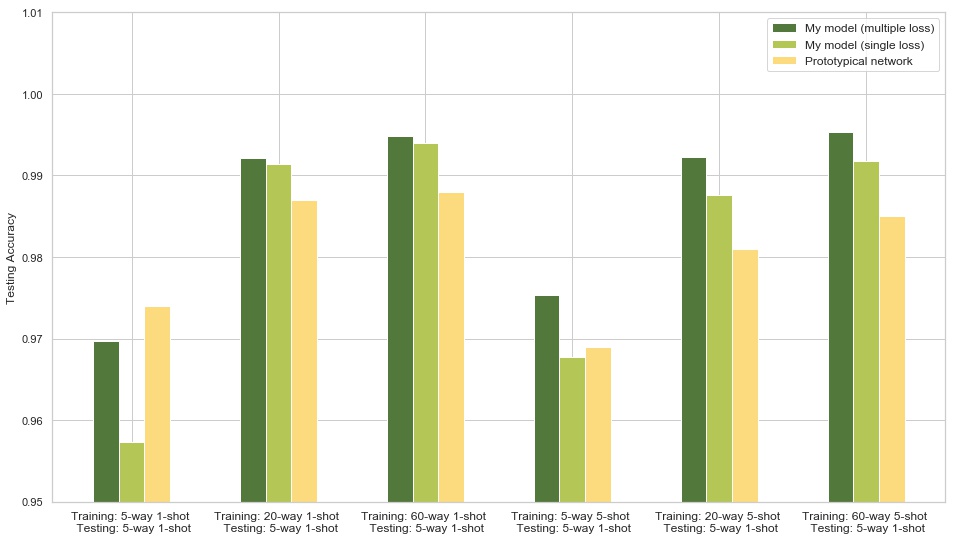 1.01
1.00
0.99
0.98
0.97
0.96
0.95
Testing Accuracy
My model (multiple loss)
My model (single loss)
Prototypical network
Training: 5-way 1-shot
Testing: 5-way 1-shot
Training: 20-way 1-shot
Testing: 5-way 1-shot
Training: 60-way 1-shot
Testing: 5-way 1-shot
Training: 5-way 5-shot
Testing: 5-way 1-shot
Training: 20-way 5-shot
Testing: 5-way 1-shot
Training: 60-way 5-shot
Testing: 5-way 1-shot